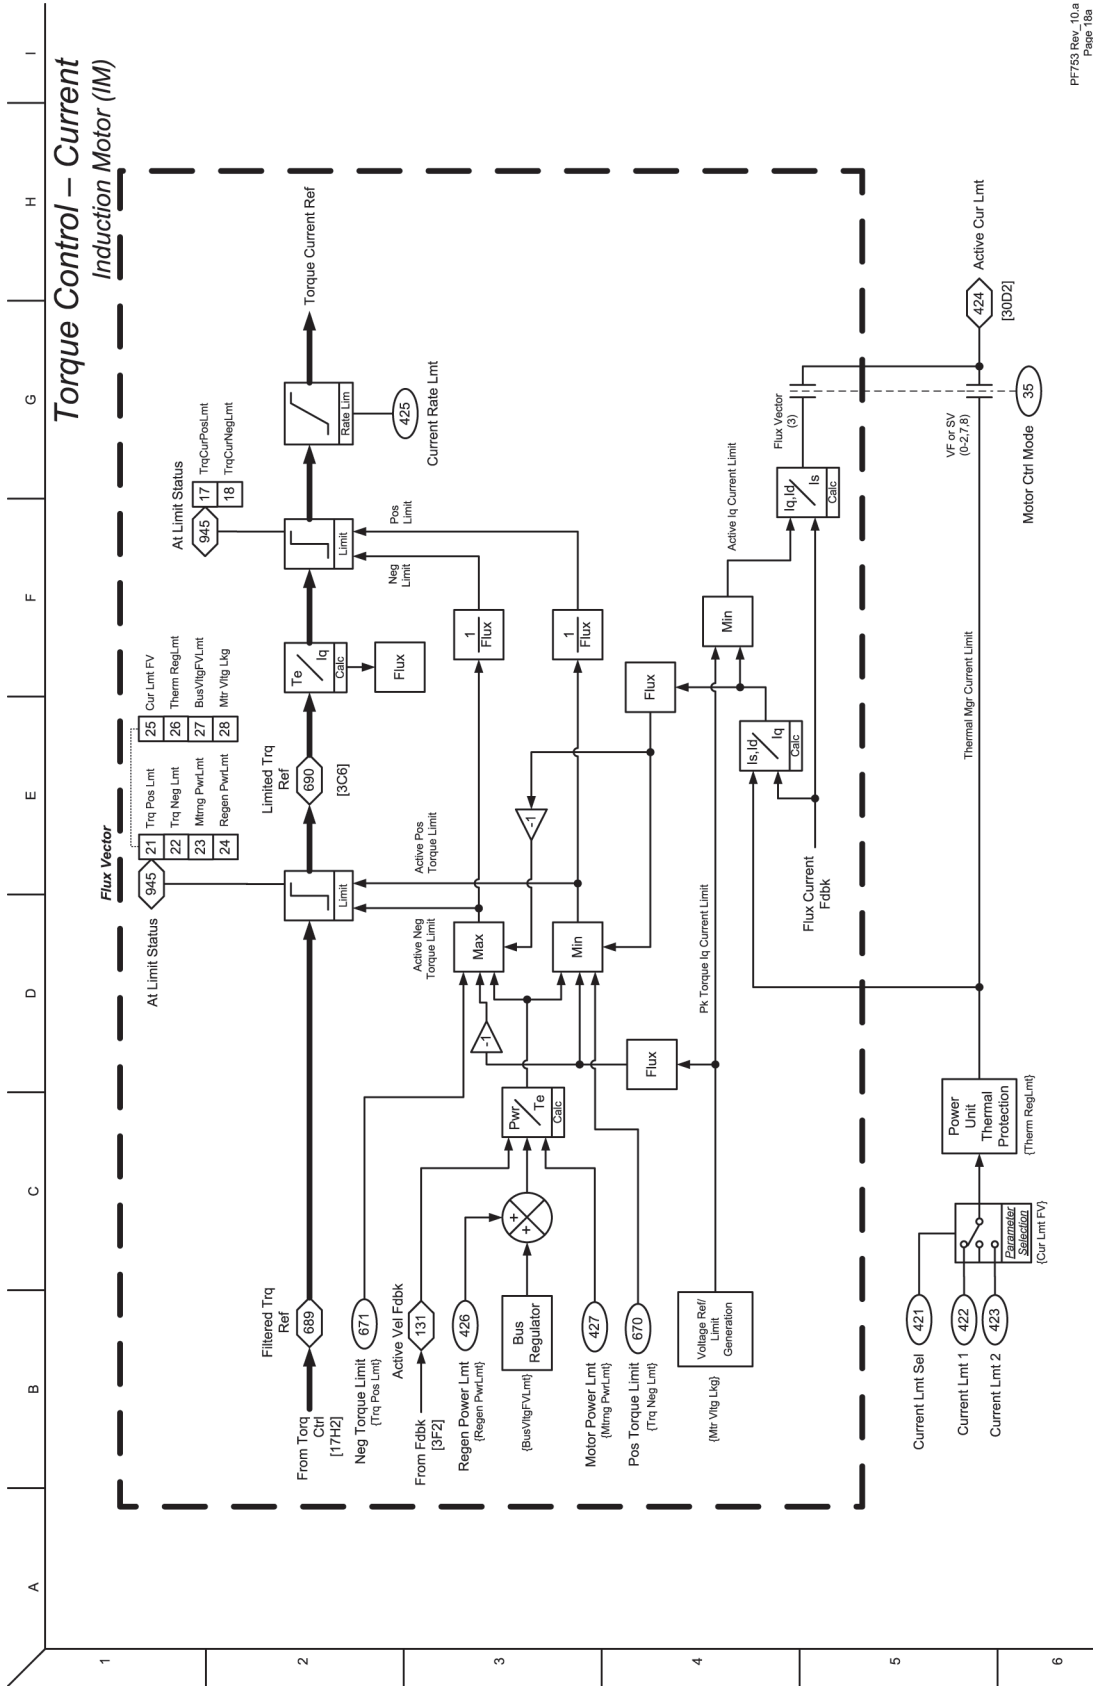 Torque Control – Current
Induction Motor (IM)
A
B
C
D
E
F
G
H
I
1
2
3
4
5
6
Flux Vector
At Limit Status
945
21
Trq Pos Lmt
22
Trq Neg Lmt
23
Mtrng PwrLmt
24
Regen PwrLmt
25
Cur Lmt FV
26
Therm RegLmt
27
BusVltgFVLmt
28
Mtr Vltg Lkg
At Limit Status
945
17
TrqCurPosLmt
18
TrqCurNegLmt
From Torq
Ctrl
[17H2]
Filtered Trq
Ref
689
Limit
Limited Trq
Ref
690
[3C6]
Te
Iq
Calc
Flux
Limit
Rate Lim
Torque Current Ref
425
Current Rate Lmt
Neg Torque Limit
{Trq Pos Lmt}
671
Active Vel Fdbk
From Fdbk
[3F2]
131
Regen Power Lmt
{Regen PwrLmt}
426
{BusVltgFVLmt}
Bus
Regulator
+
+
Motor Power Lmt
{Mtrng PwrLmt}
427
Pos Torque Limit
{Trq Neg Lmt}
670
Pwr
Te
Calc
-1
Max
Min
Active Neg
Torque Limit
Active Pos
Torque Limit
-1
1
Flux
1
Flux
Neg
Limit
Pos
Limit
Flux
Flux
{Mtr Vltg Lkg}
Voltage Ref/
Limit
Generation
Pk Torque Iq Current Limit
Min
Active Iq Current Limit
Is,Id
Iq
Calc
Iq,Id
Is
Calc
Flux Current
Fdbk
Flux Vector
(3)
VF or SV
(0-2,7,8)
Thermal Mgr Current Limit
35
Motor Ctrl Mode
424
Active Cur Lmt
[30D2]
Current Lmt Sel
421
Current Lmt 1
422
Current Lmt 2
423
Parameter
Selection
{Cur Lmt FV}
Power
Unit
Thermal
Protection
{Therm RegLmt}
PF753 Rev_10.a
Page 18a